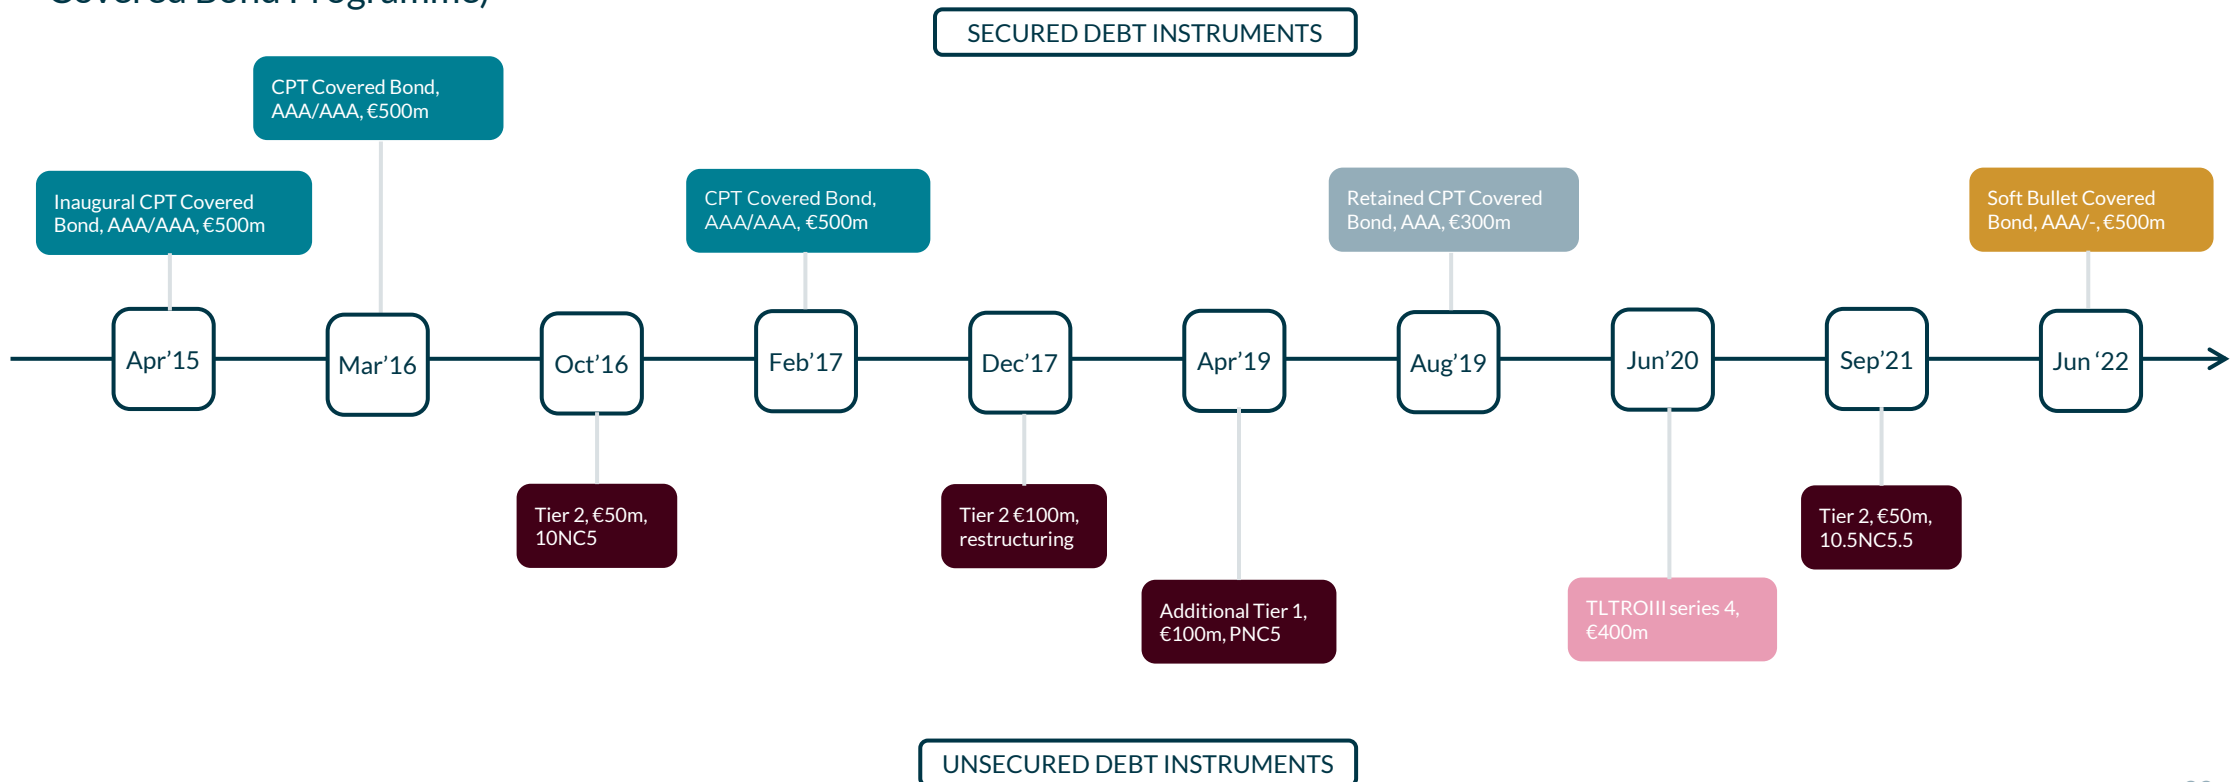 Covered Bond Programme)
SECURED DEBT INSTRUMENTS
CPT Covered Bond,
AAA/AAA, €500m
Inaugural CPT Covered
Bond, AAA/AAA, €500m
CPT Covered Bond,
AAA/AAA, €500m
Retained CPT Covered
Bond, AAA, €300m
Soft Bullet Covered
Bond, AAA/-, €500m
Apr’15
Mar’16
Oct’16
Feb’17
Dec’17
Apr’19
Aug’19
Jun’20
Sep’21
Jun ‘22
Tier 2, €50m,
10NC5
Tier 2 €100m,
restructuring
Additional Tier 1,
€100m, PNC5
TLTROIII series 4,
€400m
Tier 2, €50m,
10.5NC5.5
UNSECURED DEBT INSTRUMENTS